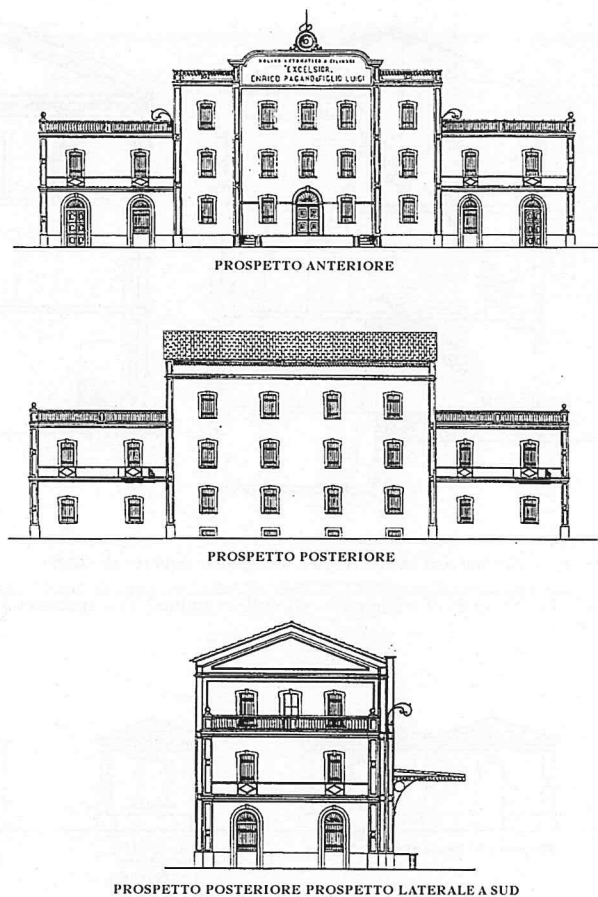 MOLINO AUTOMATICO A CILINDRI
"EXCELSIOR"
ENRICO PAGANO & FIGLIO LUIGI
PROSPETTO ANTERIORE
PROSPETTO POSTERIORE
PROSPETTO POSTERIORE PROSPETTO LATERALE A SUD